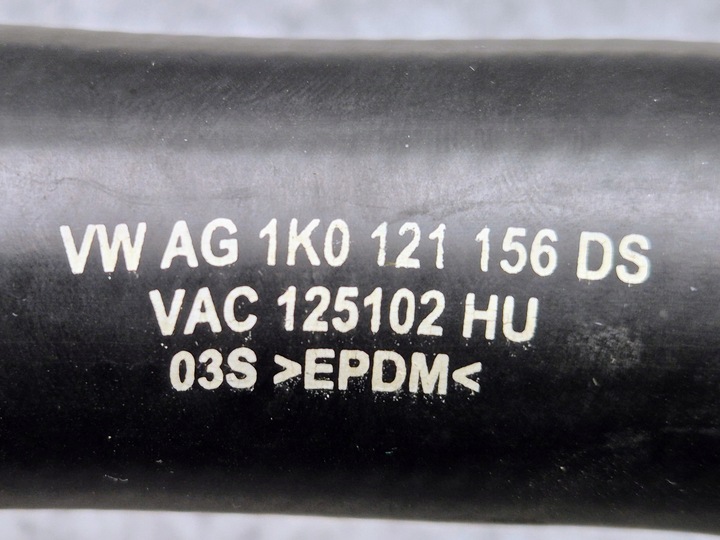 VW AG 1K0 121 156 DS
VAC 125102 HU
03S >EPDM<